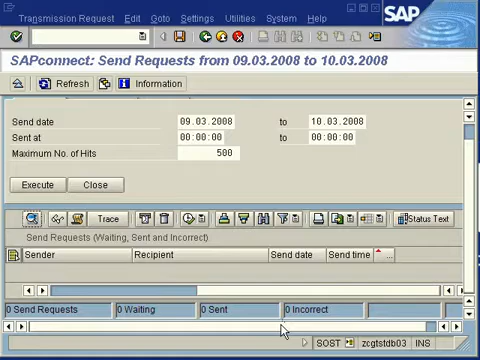 Transmission Request Edit Goto Settings Utilities System Help
SAP
SAPconnect: Send Requests from 09.03.2008 to 10.03.2008
Refresh Information
Send date 09.03.2008 to 10.03.2008
Sent at 00:00:00 to 00:00:00
Maximum No. of Hits 500
Execute Close
Trace Status Text
Send Requests (Waiting, Sent and Incorrect)
Sender Recipient Send date Send time ...
0 Send Requests 0 Waiting 0 Sent 0 Incorrect
SOST zcgtstdb03 INS